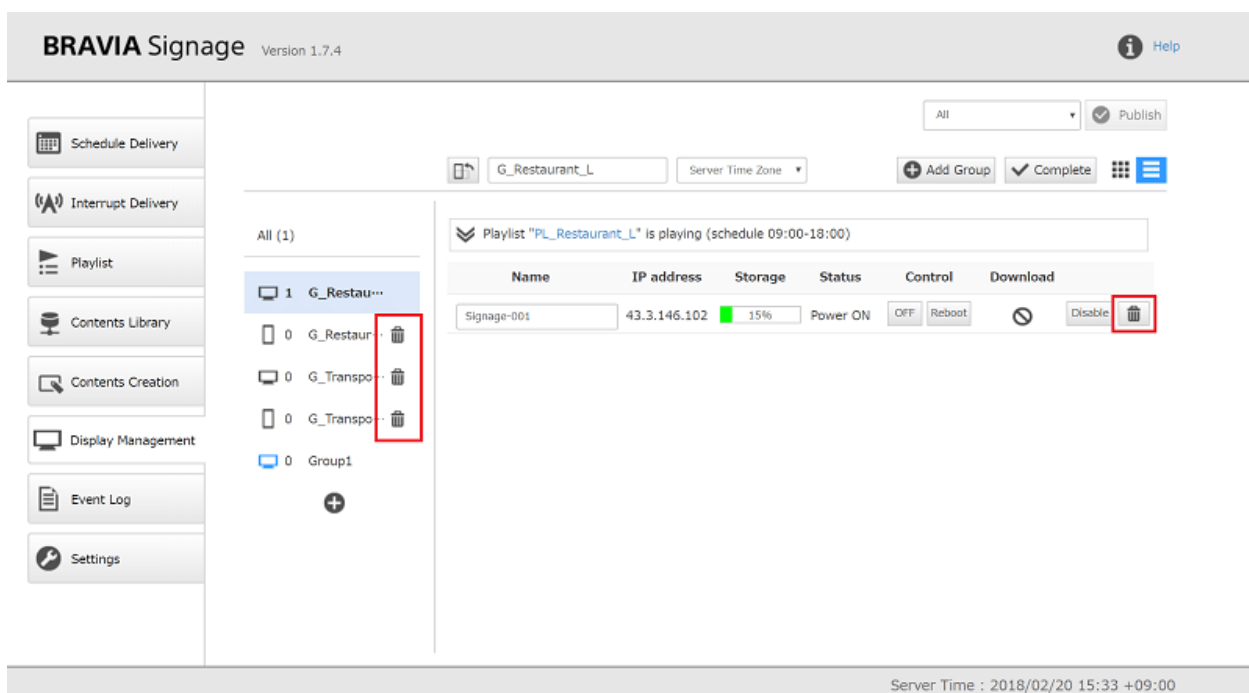 BRAVIA Signage Version 1.7.4
Help
All
Publish
Schedule Delivery
Interrupt Delivery
Playlist
Contents Library
Contents Creation
Display Management
Event Log
Settings
G_Restaurant_L
Server Time Zone
Add Group
Complete
All (1)
1 G_Restau…
0 G_Restaur…
0 G_Transpo…
0 G_Transpo…
0 Group1
Playlist "PL_Restaurant_L" is playing (schedule 09:00-18:00)
Name IP address Storage Status Control Download
Signage-001 43.3.146.102 15% Power ON OFF Reboot Disable
Server Time : 2018/02/20 15:33 +09:00